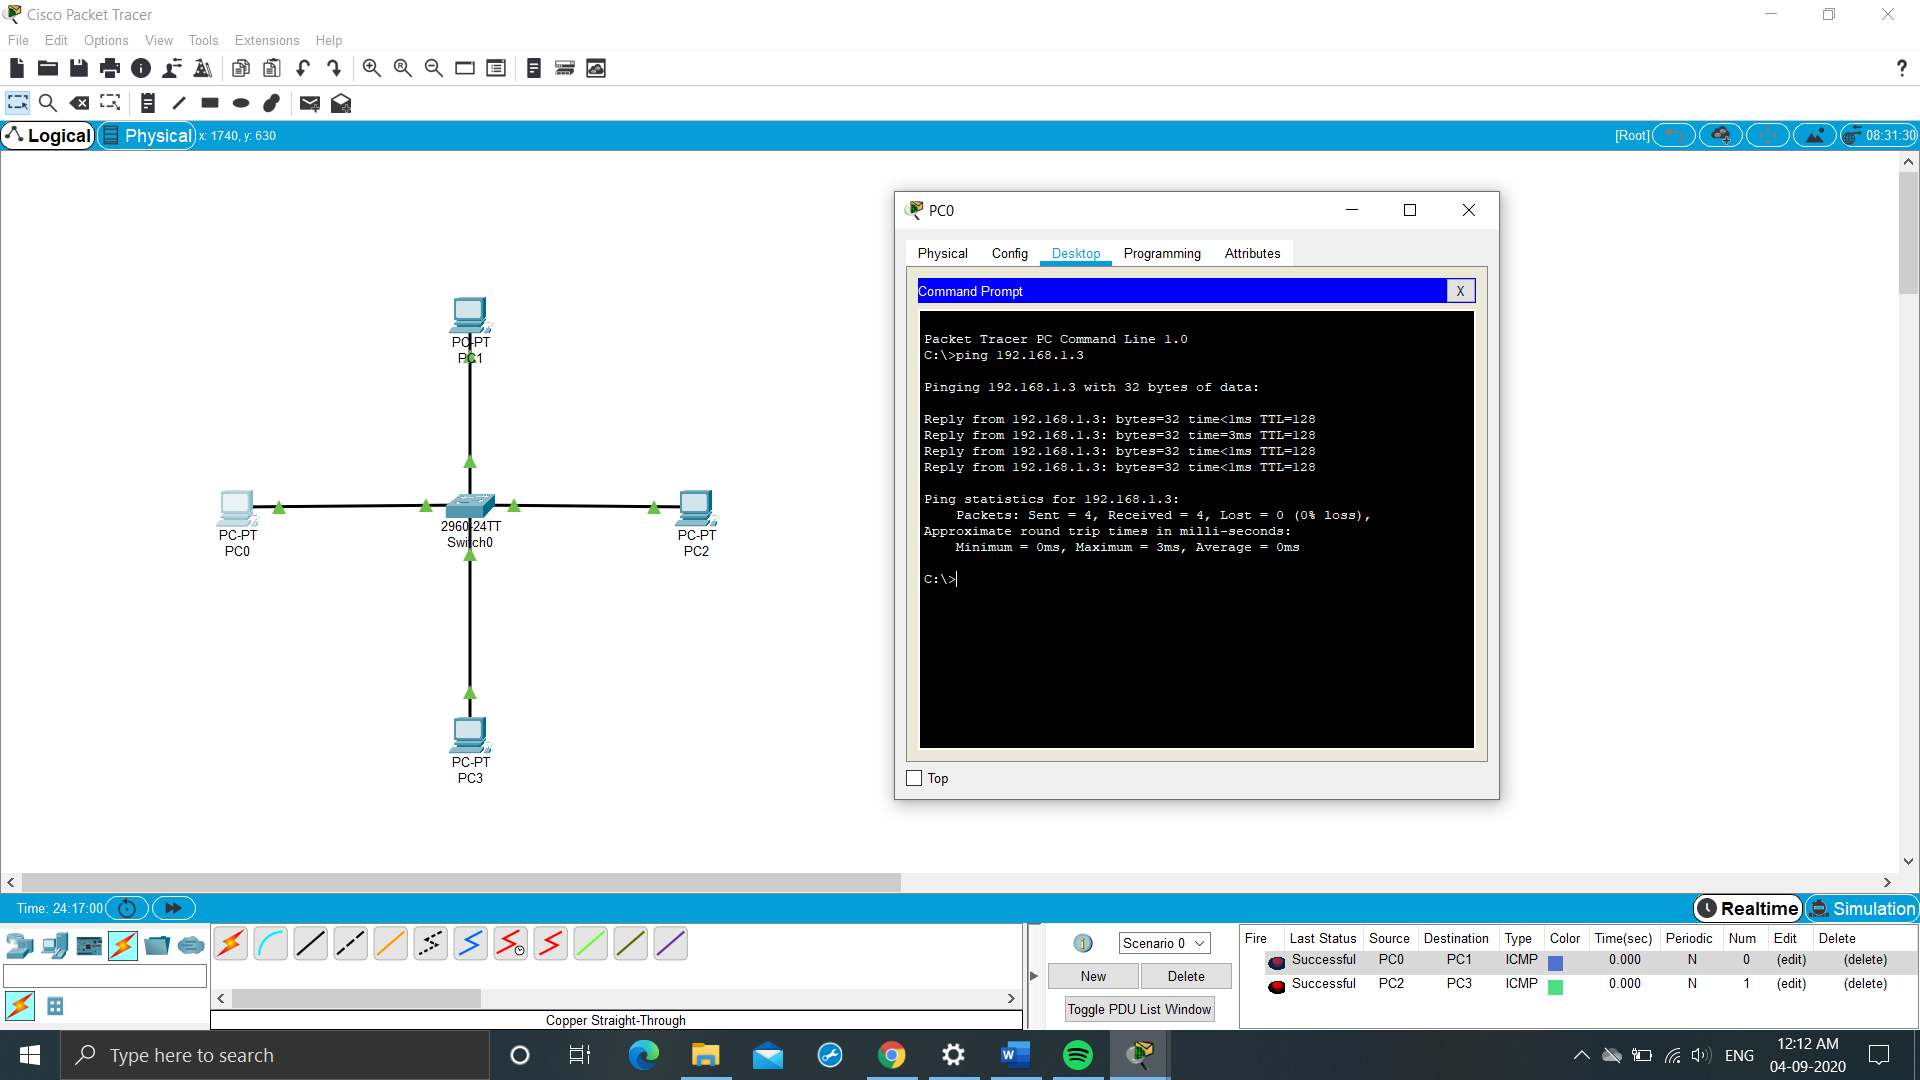 Cisco Packet Tracer
File Edit Options View Tools Extensions Help
?
Logical Physical x: 1740, y: 630 [Root] 08:31:30
PC-PT
PC1
PC-PT
PC0
2960-24TT
Switch0
PC-PT
PC2
PC-PT
PC3
PC0
Physical Config Desktop Programming Attributes
Command Prompt X
Packet Tracer PC Command Line 1.0
C:\>ping 192.168.1.3
Pinging 192.168.1.3 with 32 bytes of data:
Reply from 192.168.1.3: bytes=32 time<1ms TTL=128
Reply from 192.168.1.3: bytes=32 time=3ms TTL=128
Reply from 192.168.1.3: bytes=32 time<1ms TTL=128
Reply from 192.168.1.3: bytes=32 time<1ms TTL=128
Ping statistics for 192.168.1.3:
Packets: Sent = 4, Received = 4, Lost = 0 (0% loss),
Approximate round trip times in milli-seconds:
Minimum = 0ms, Maximum = 3ms, Average = 0ms
C:\>
Top
Time: 24:17:00 Realtime Simulation
Scenario 0
New Delete
Toggle PDU List Window
Fire Last Status Source Destination Type Color Time(sec) Periodic Num Edit Delete
Successful PC0 PC1 ICMP 0.000 N 0 (edit) (delete)
Successful PC2 PC3 ICMP 0.000 N 1 (edit) (delete)
Copper Straight-Through
Type here to search
ENG
12:12 AM
04-09-2020